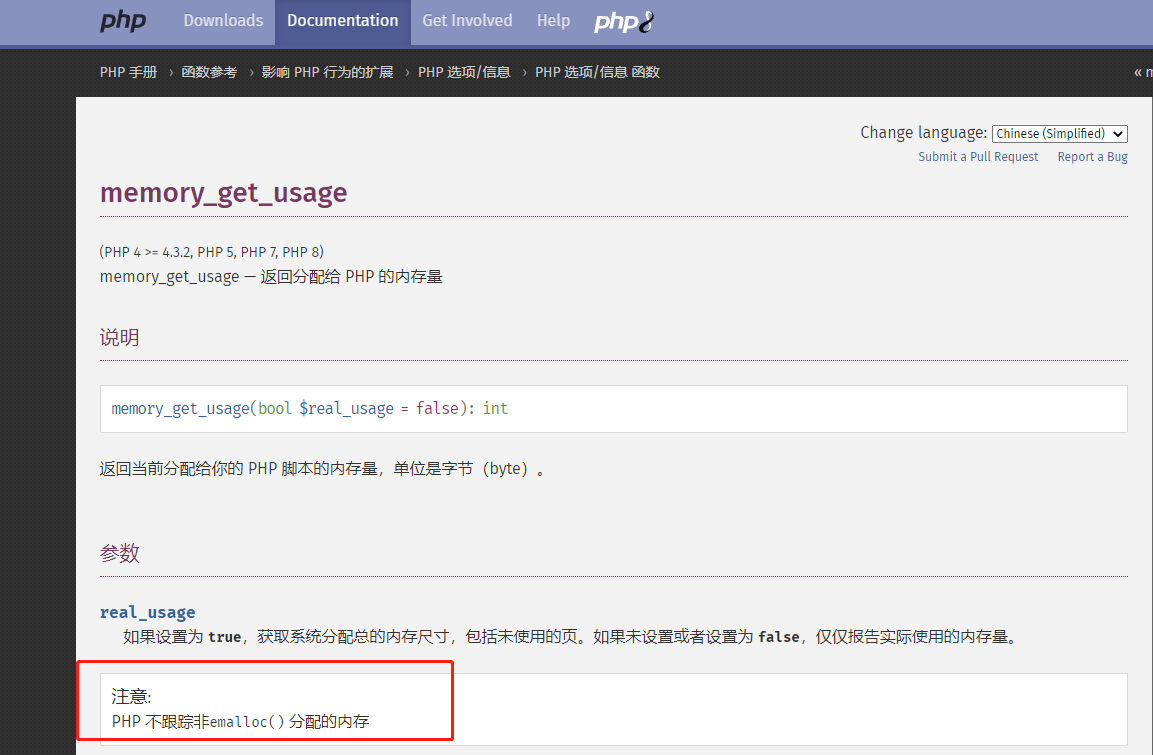 php Downloads Documentation Get Involved Help php8
PHP 手册 › 函数参考 › 影响 PHP 行为的扩展 › PHP 选项/信息 › PHP 选项/信息 函数 «
Change language: Chinese (Simplified)
Submit a Pull Request Report a Bug
memory_get_usage
(PHP 4 >= 4.3.2, PHP 5, PHP 7, PHP 8)
memory_get_usage — 返回分配给 PHP 的内存量
说明
memory_get_usage(bool $real_usage = false): int
返回当前分配给你的 PHP 脚本的内存量，单位是字节（byte）。
参数
real_usage
如果设置为 true，获取系统分配总的内存尺寸，包括未使用的页。如果未设置或者设置为 false，仅仅报告实际使用的内存量。
注意:
PHP 不跟踪非emalloc() 分配的内存